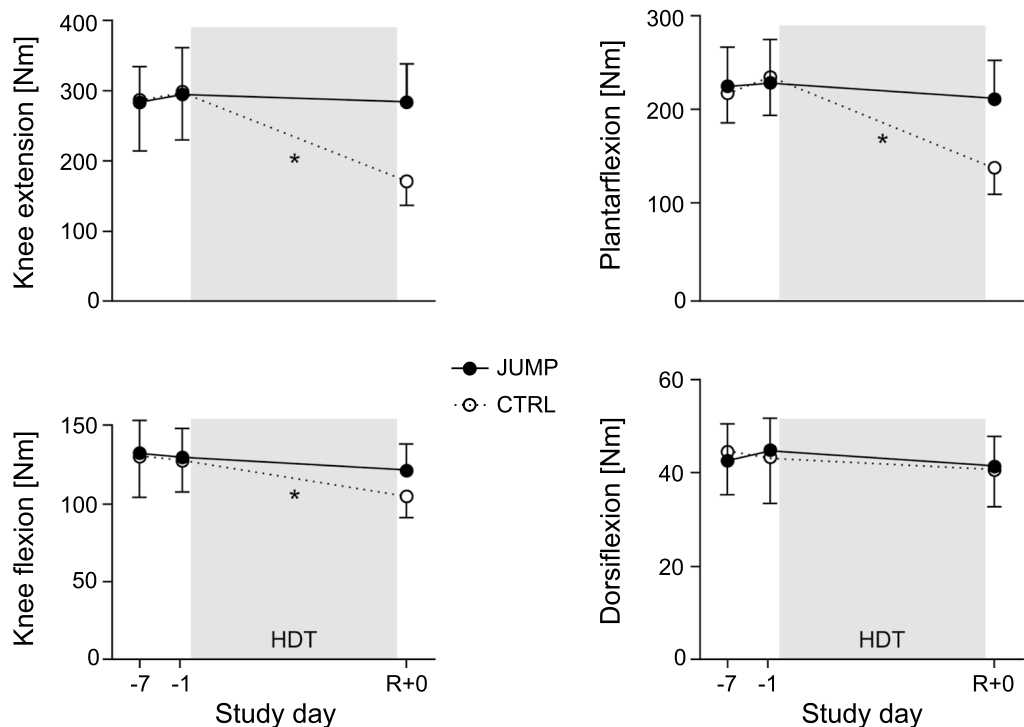 Knee extension [Nm]
400
300
200
100
0
*
Plantarflexion [Nm]
300
200
100
0
*
JUMP
CTRL
Knee flexion [Nm]
150
100
50
0
*
HDT
-7 -1 R+0
Study day
Dorsiflexion [Nm]
60
40
20
0
HDT
-7 -1 R+0
Study day